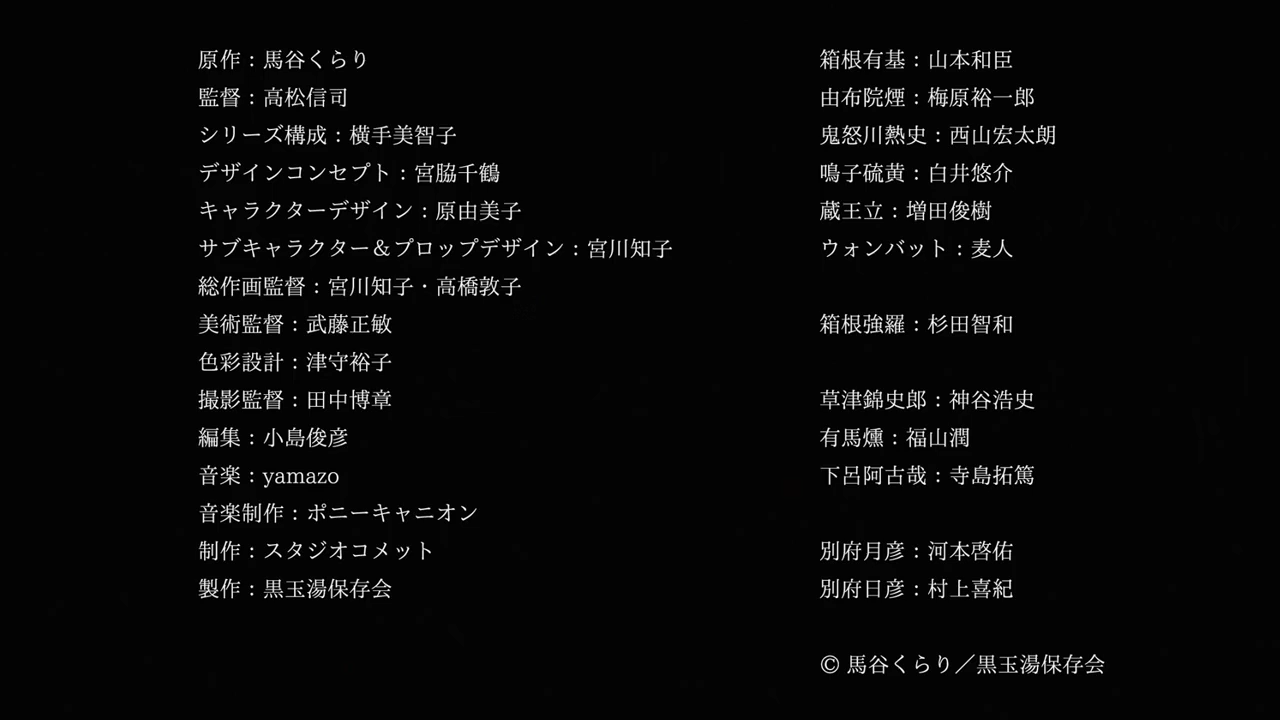 原作：馬谷くらり
監督：高松信司
シリーズ構成：横手美智子
デザインコンセプト：宮脇千鶴
キャラクターデザイン：原由美子
サブキャラクター＆プロップデザイン：宮川知子
総作画監督：宮川知子・高橋敦子
美術監督：武藤正敏
色彩設計：津守裕子
撮影監督：田中博章
編集：小島俊彦
音楽：yamazo
音楽制作：ポニーキャニオン
制作：スタジオコメット
製作：黒玉湯保存会
箱根有基：山本和臣
由布院煙：梅原裕一郎
鬼怒川熱史：西山宏太朗
鳴子硫黄：白井悠介
蔵王立：増田俊樹
ウォンバット：麦人
箱根強羅：杉田智和
草津錦史郎：神谷浩史
有馬燻：福山潤
下呂阿古哉：寺島拓篤
別府月彦：河本啓佑
別府日彦：村上喜紀
© 馬谷くらり／黒玉湯保存会